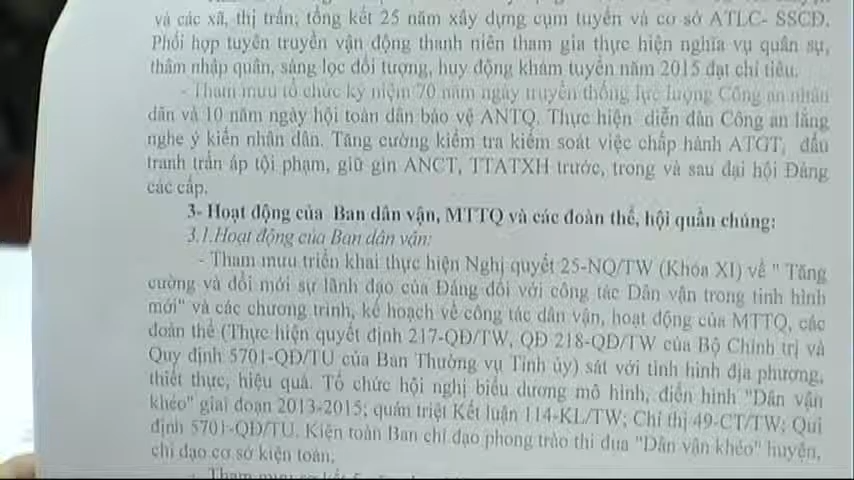 và các xã, thị trấn; tổng kết 25 năm xây dựng cụm tuyến và cơ sở ATLC- SSCĐ.
Phối hợp tuyên truyền vận động thanh niên tham gia thực hiện nghĩa vụ quân sự,
thâm nhập quân, sàng lọc đối tượng, huy động khám tuyển năm 2015 đạt chỉ tiêu.
- Tham mưu tổ chức kỷ niệm 70 năm ngày truyền thống lực lượng Công an nhân
dân và 10 năm ngày hội toàn dân bảo vệ ANTQ. Thực hiện diễn đàn Công an lắng
nghe ý kiến nhân dân. Tăng cường kiểm tra kiểm soát việc chấp hành ATGT, đấu
tranh trấn áp tội phạm, giữ gìn ANCT, TTATXH trước, trong và sau đại hội Đảng
các cấp.
3- Hoạt động của Ban dân vận, MTTQ và các đoàn thể, hội quần chúng:
3.1.Hoạt động của Ban dân vận:
- Tham mưu triển khai thực hiện Nghị quyết 25-NQ/TW (Khóa XI) về " Tăng
cường và đổi mới sự lãnh đạo của Đảng đối với công tác Dân vận trong tình hình
mới" và các chương trình, kế hoạch về công tác dân vận, hoạt động của MTTQ, các
đoàn thể (Thực hiện quyết định 217-QĐ/TW, QĐ 218-QĐ/TW của Bộ Chính trị và
Quy định 5701-QĐ/TU của Ban Thường vụ Tỉnh ủy) sát với tình hình địa phương,
thiết thực, hiệu quả. Tổ chức hội nghị biểu dương mô hình, điển hình "Dân vận
khéo" giai đoạn 2013-2015; quán triệt Kết luận 114-KL/TW; Chỉ thị 49-CT/TW; Qui
định 5701-QĐ/TU. Kiện toàn Ban chỉ đạo phong trào thi đua "Dân vận khéo" huyện,
chỉ đạo cơ sở kiện toàn.
- Tham mưu sơ kết 5